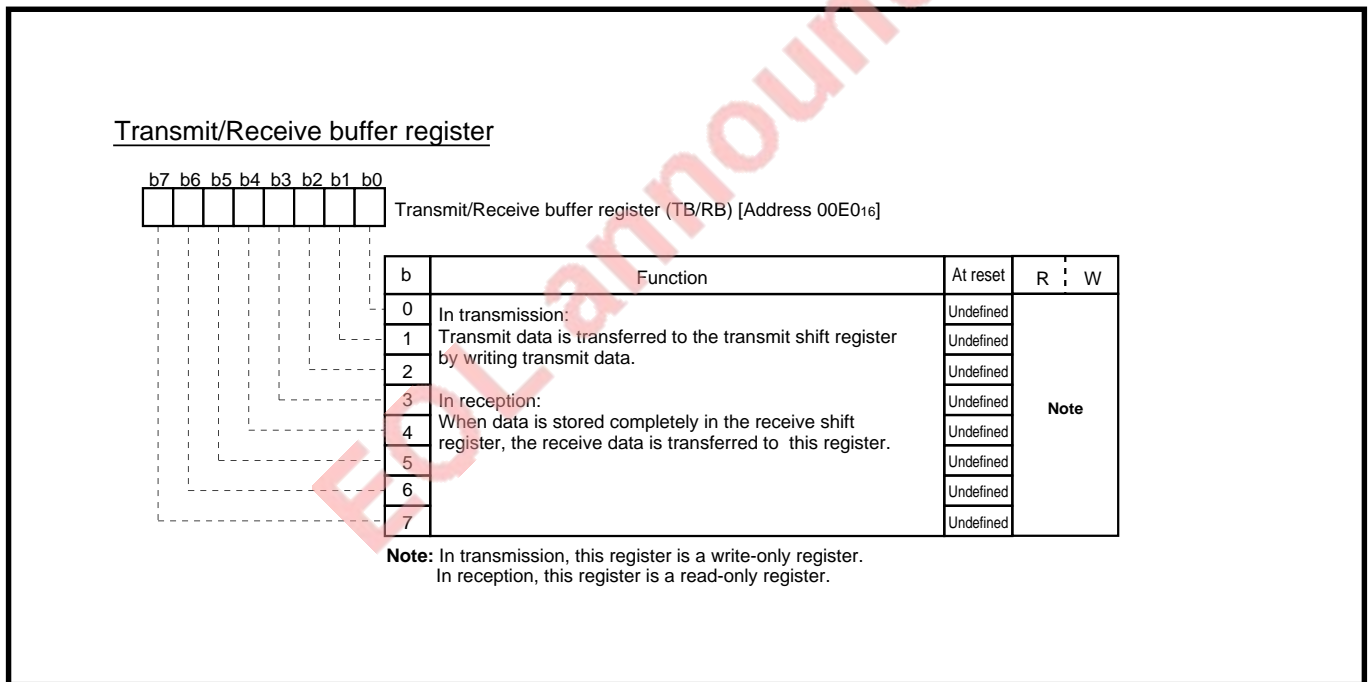 Transmit/Receive buffer register
b7 b6 b5 b4 b3 b2 b1 b0
Transmit/Receive buffer register (TB/RB) [Address 00E016]
b Function At reset R W
0 In transmission: Undefined
1 Transmit data is transferred to the transmit shift register Undefined
by writing transmit data.
2 Undefined
3 In reception: Undefined
Note
4 When data is stored completely in the receive shift Undefined
register, the receive data is transferred to this register.
5 Undefined
6 Undefined
7 Undefined
Note: In transmission, this register is a write-only register.
In reception, this register is a read-only register.
EOL announ